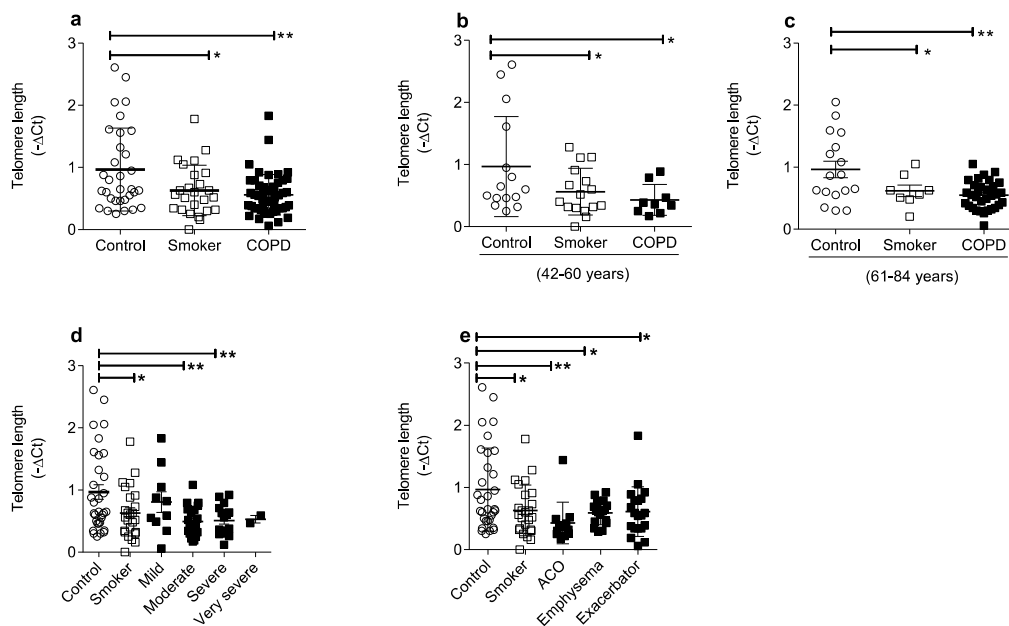 a
**
*
Telomere length
(-ΔCt)
3
2
1
0
Control Smoker COPD
b
*
*
Telomere length
(-ΔCt)
3
2
1
0
Control Smoker COPD
(42-60 years)
c
**
*
Telomere length
(-ΔCt)
3
2
1
0
Control Smoker COPD
(61-84 years)
d
**
**
*
Telomere length
(-ΔCt)
3
2
1
0
Control Smoker Mild Moderate Severe Very severe
e
*
*
**
*
Telomere length
(-ΔCt)
3
2
1
0
Control Smoker ACO Emphysema Exacerbator